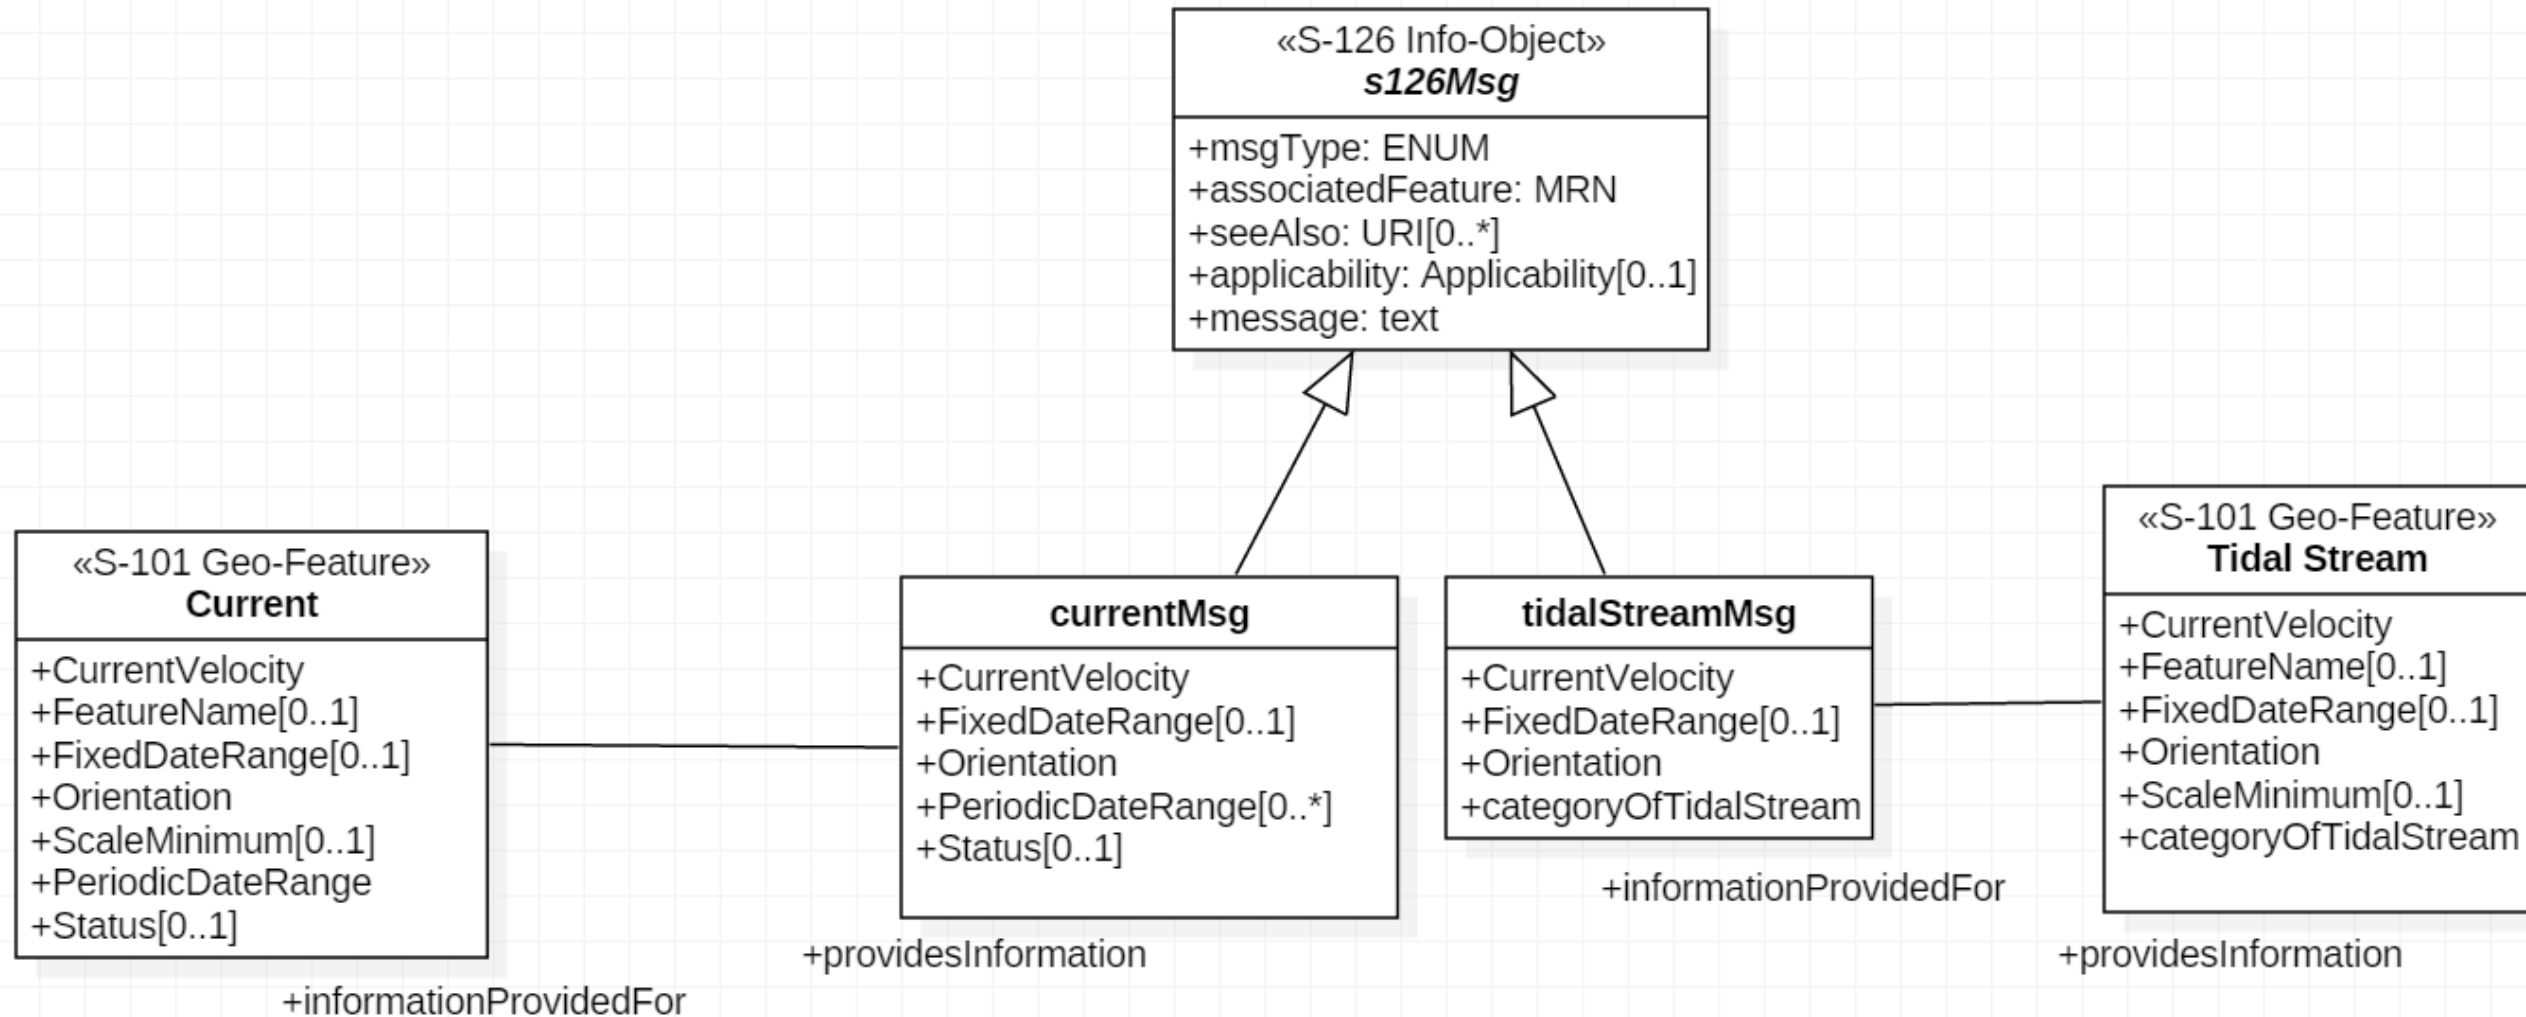 «S-126 Info-Object»
s126Msg
+msgType: ENUM
+associatedFeature: MRN
+seeAlso: URI[0..*]
+applicability: Applicability[0..1]
+message: text
«S-101 Geo-Feature»
Current
+CurrentVelocity
+FeatureName[0..1]
+FixedDateRange[0..1]
+Orientation
+ScaleMinimum[0..1]
+PeriodicDateRange
+Status[0..1]
+informationProvidedFor
currentMsg
+CurrentVelocity
+FixedDateRange[0..1]
+Orientation
+PeriodicDateRange[0..*]
+Status[0..1]
+providesInformation
tidalStreamMsg
+CurrentVelocity
+FixedDateRange[0..1]
+Orientation
+categoryOfTidalStream
+informationProvidedFor
«S-101 Geo-Feature»
Tidal Stream
+CurrentVelocity
+FeatureName[0..1]
+FixedDateRange[0..1]
+Orientation
+ScaleMinimum[0..1]
+categoryOfTidalStream
+providesInformation